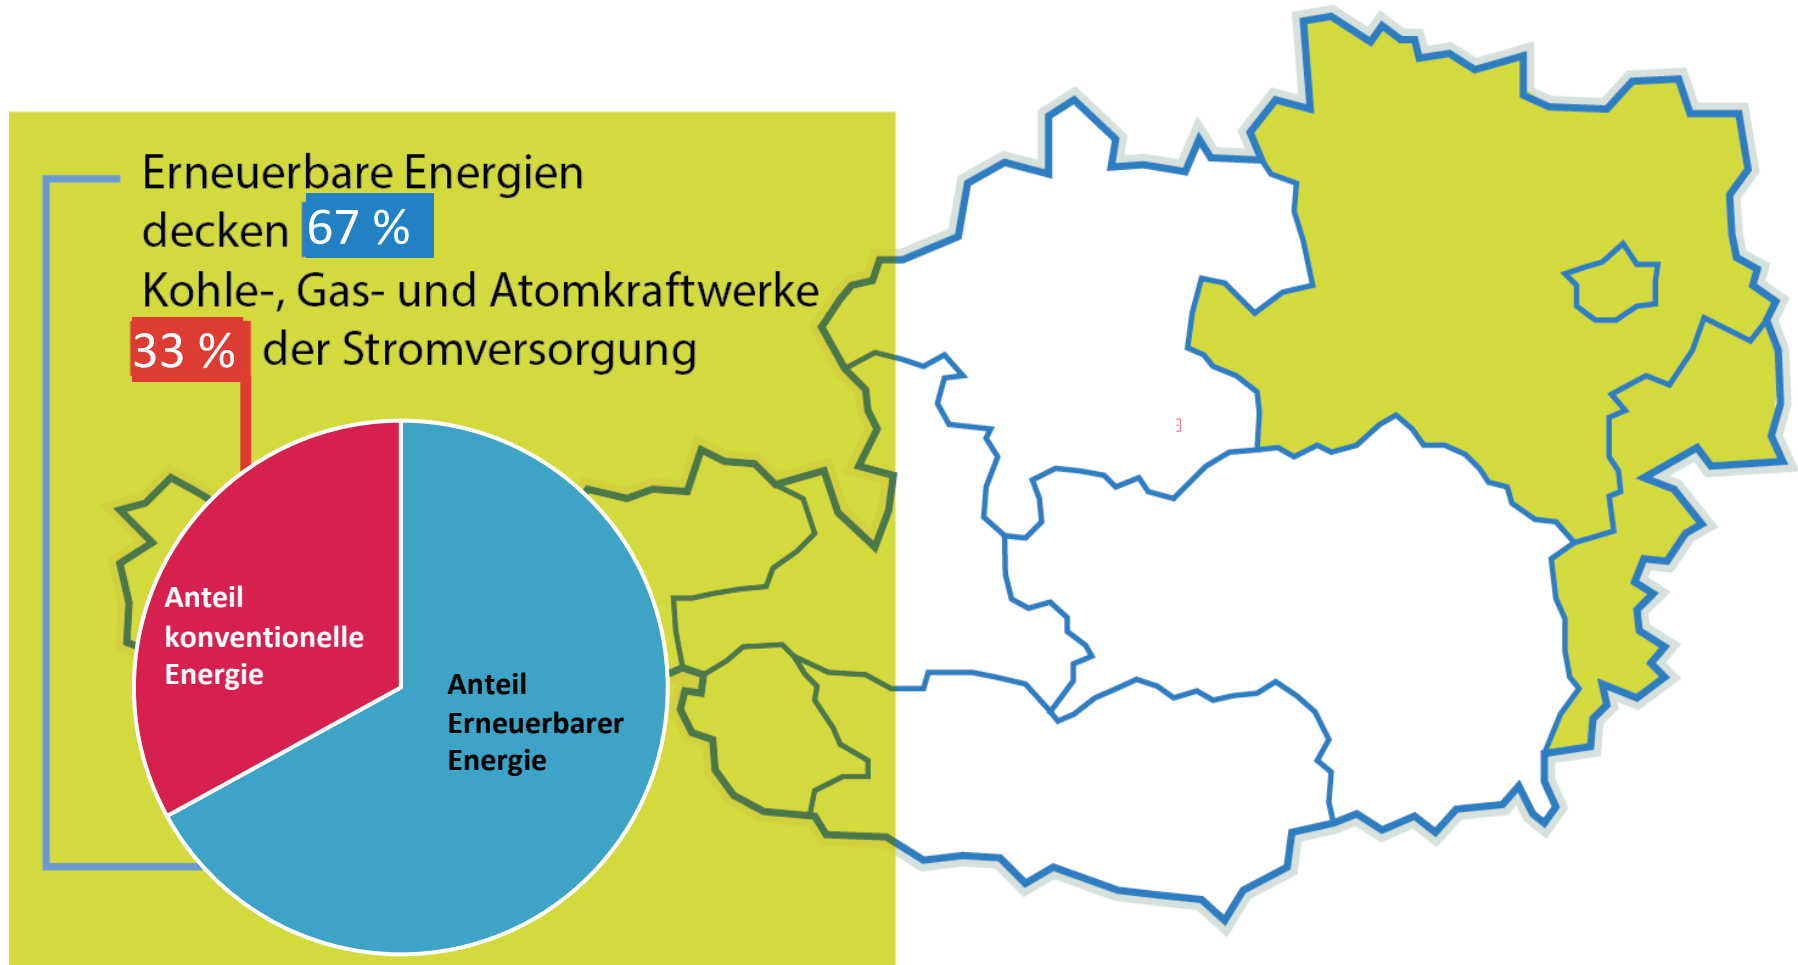 Erneuerbare Energien
decken 67 %
Kohle-, Gas- und Atomkraftwerke
33 % der Stromversorgung
Anteil
konventionelle
Energie
Anteil
Erneuerbarer
Energie